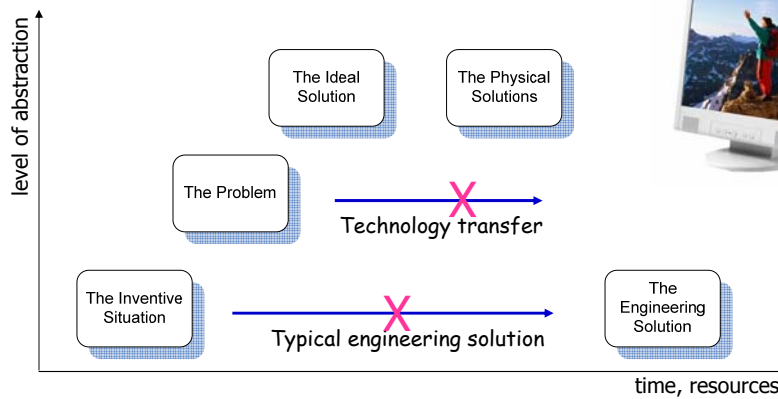 level of abstraction
The Ideal
Solution
The Physical
Solutions
The Problem
X
Technology transfer
The Inventive
Situation
X
Typical engineering solution
The
Engineering
Solution
time, resources